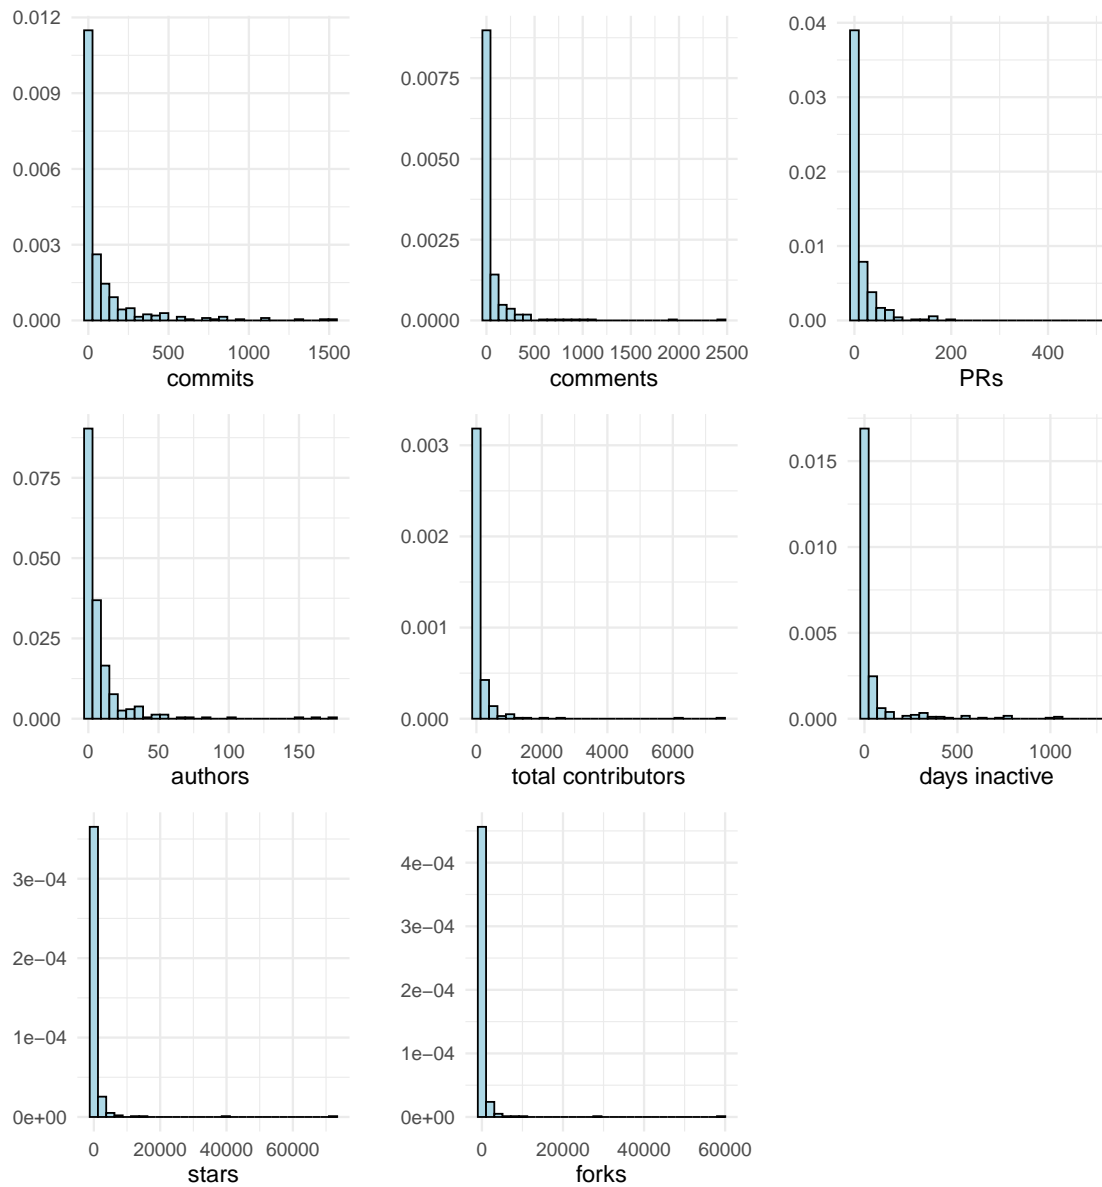 0.012
0.009
0.006
0.003
0.000
0 500 1000 1500
commits
0.0075
0.0050
0.0025
0.0000
0 500 1000 1500 2000 2500
comments
0.04
0.03
0.02
0.01
0.00
0 200 400
PRs
0.075
0.050
0.025
0.000
0 50 100 150
authors
0.003
0.002
0.001
0.000
0 2000 4000 6000
total contributors
0.015
0.010
0.005
0.000
0 500 1000
days inactive
3e−04
2e−04
1e−04
0e+00
0 20000 40000 60000
stars
4e−04
3e−04
2e−04
1e−04
0e+00
0 20000 40000 60000
forks